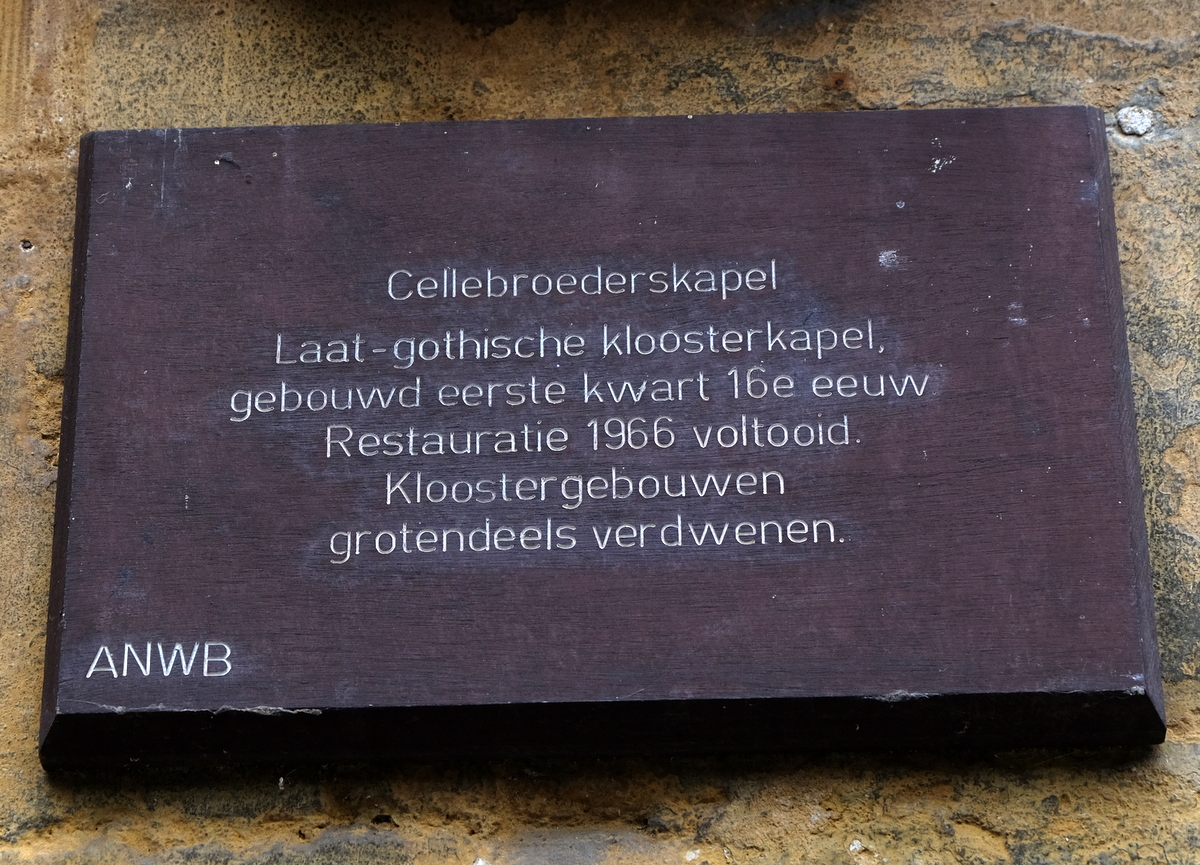 Cellebroederskapel
Laat-gothische kloosterkapel,
gebouwd eerste kwart 16e eeuw
Restauratie 1966 voltooid.
Kloostergebouwen
grotendeels verdwenen.
ANWB